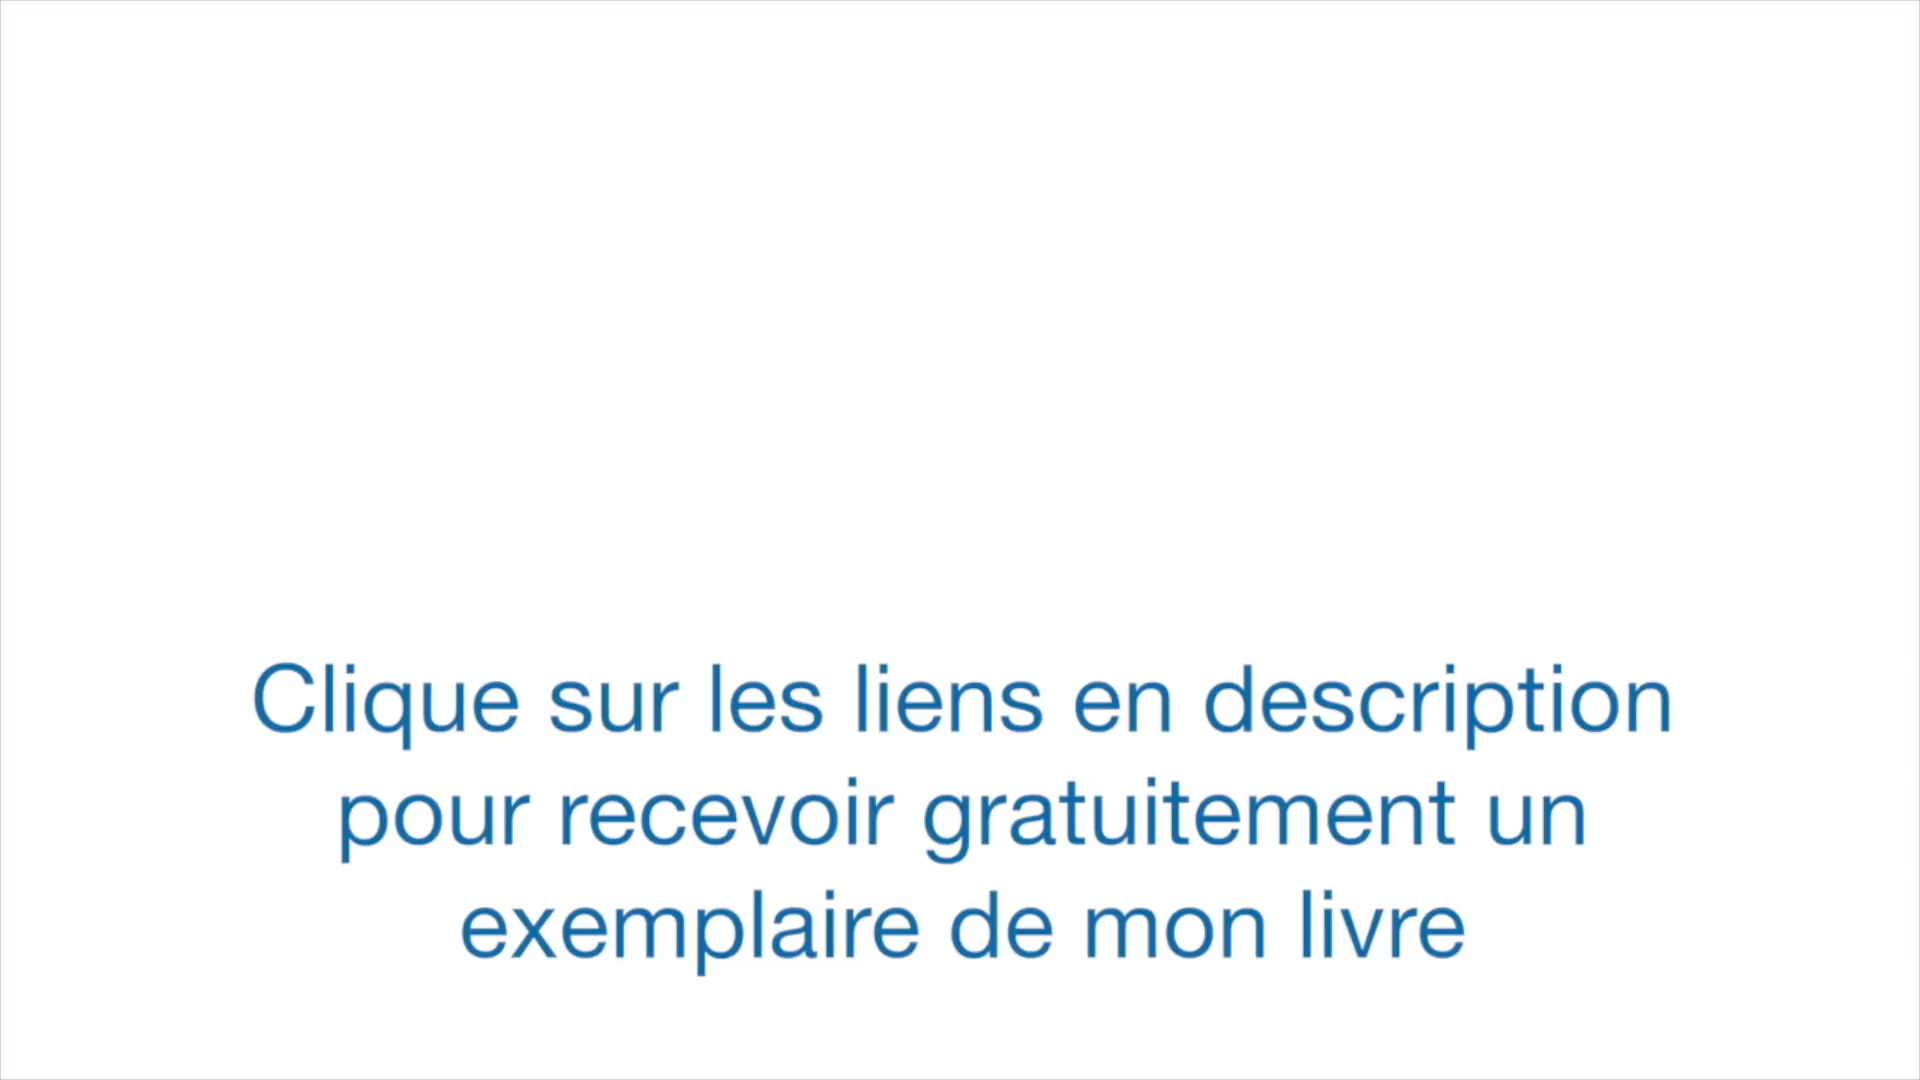 Clique sur les liens en description
pour recevoir gratuitement un
exemplaire de mon livre